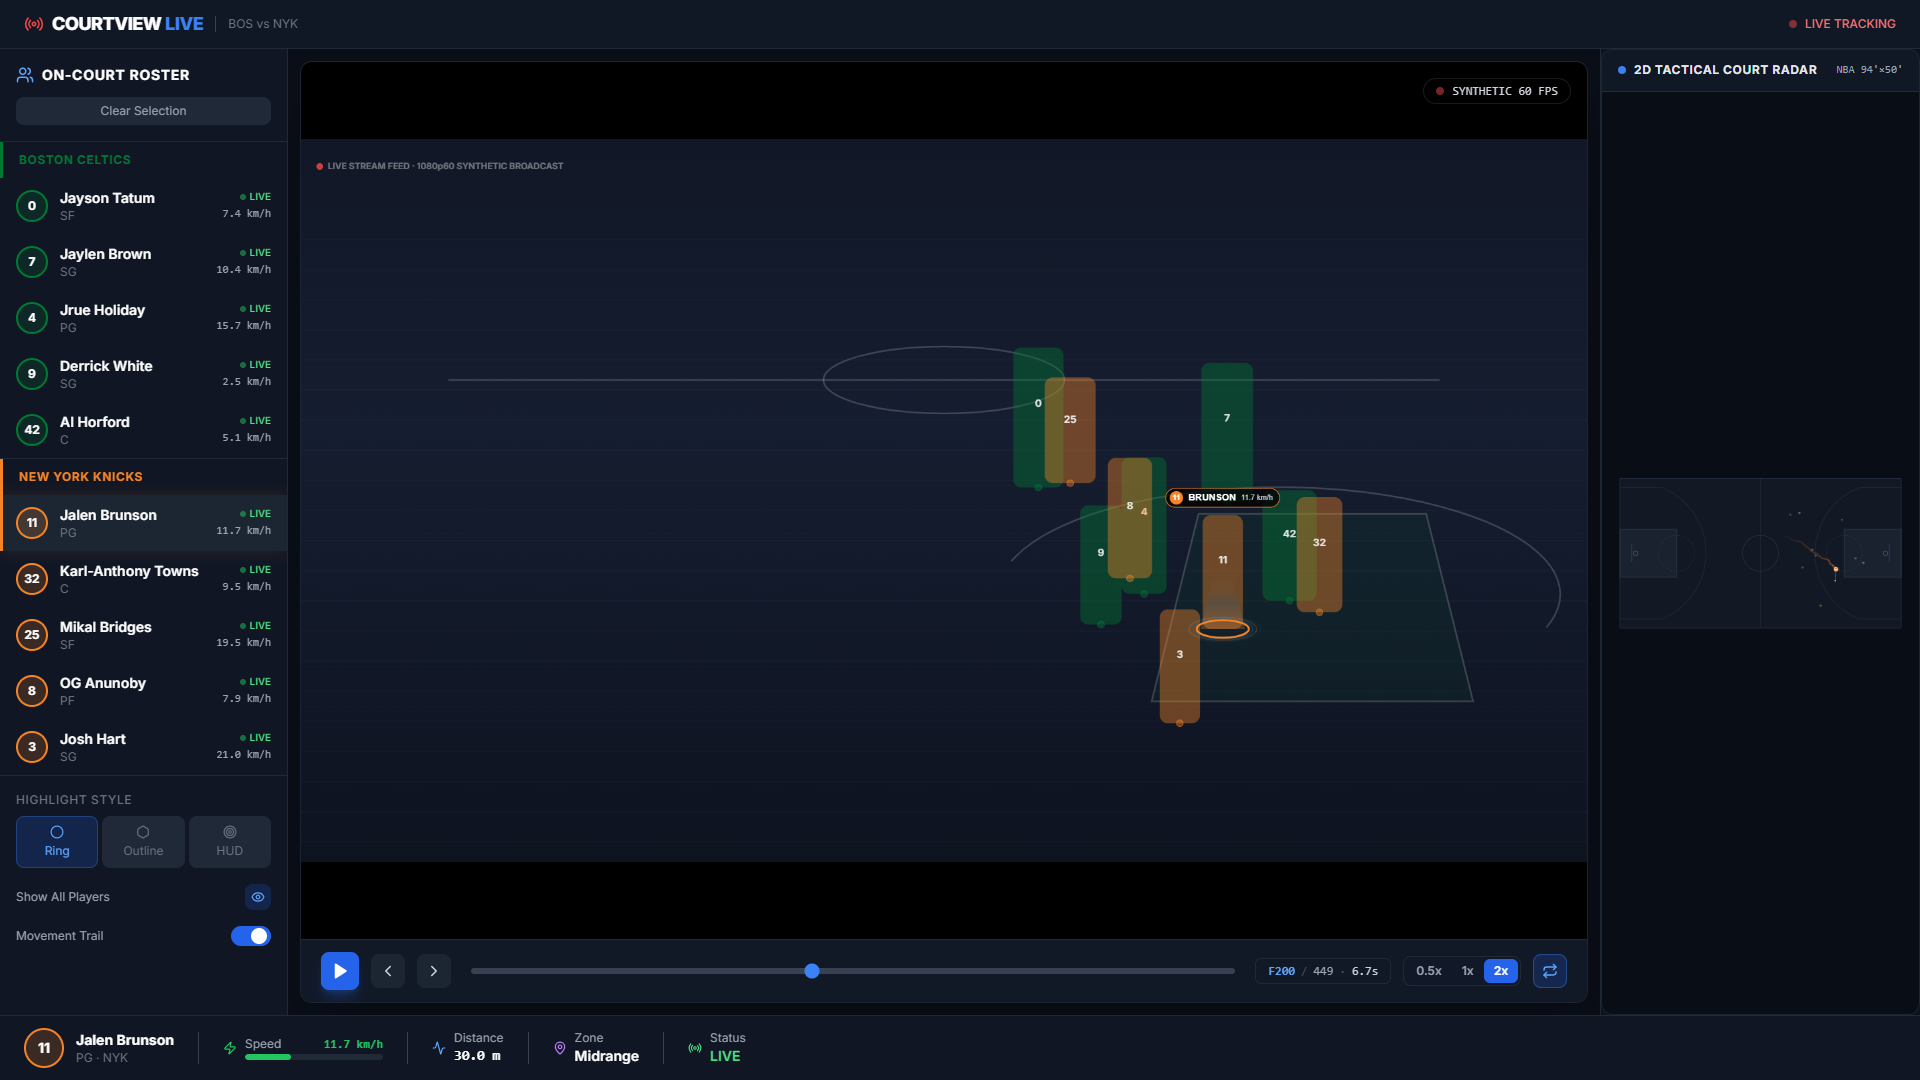 COURTVIEW LIVE
BOS vs NYK
LIVE TRACKING
ON-COURT ROSTER
Clear Selection
BOSTON CELTICS
0
Jayson Tatum
SF
LIVE
7.4 km/h
7
Jaylen Brown
SG
LIVE
10.4 km/h
4
Jrue Holiday
PG
LIVE
15.7 km/h
9
Derrick White
SG
LIVE
2.5 km/h
42
Al Horford
C
LIVE
5.1 km/h
NEW YORK KNICKS
11
Jalen Brunson
PG
LIVE
11.7 km/h
32
Karl-Anthony Towns
C
LIVE
9.5 km/h
25
Mikal Bridges
SF
LIVE
19.5 km/h
8
OG Anunoby
PF
LIVE
7.9 km/h
3
Josh Hart
SG
LIVE
21.0 km/h
HIGHLIGHT STYLE
Ring
Outline
HUD
Show All Players
Movement Trail
SYNTHETIC 60 FPS
LIVE STREAM FEED · 1080p60 SYNTHETIC BROADCAST
0
25
7
8
4
9
11 BRUNSON 11.7 km/h
42
32
11
3
F200 / 449 · 6.7s
0.5x
1x
2x
2D TACTICAL COURT RADAR
NBA 94'×50'
11
Jalen Brunson
PG · NYK
Speed
11.7 km/h
Distance
30.0 m
Zone
Midrange
Status
LIVE